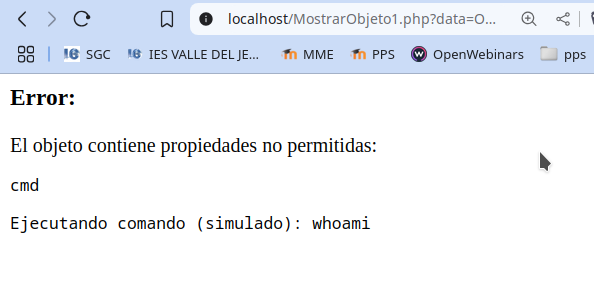 localhost/MostrarObjeto1.php?data=O...
SGC
IES VALLE DEL JE...
MME
PPS
OpenWebinars
pps
Error:
El objeto contiene propiedades no permitidas:
cmd
Ejecutando comando (simulado): whoami